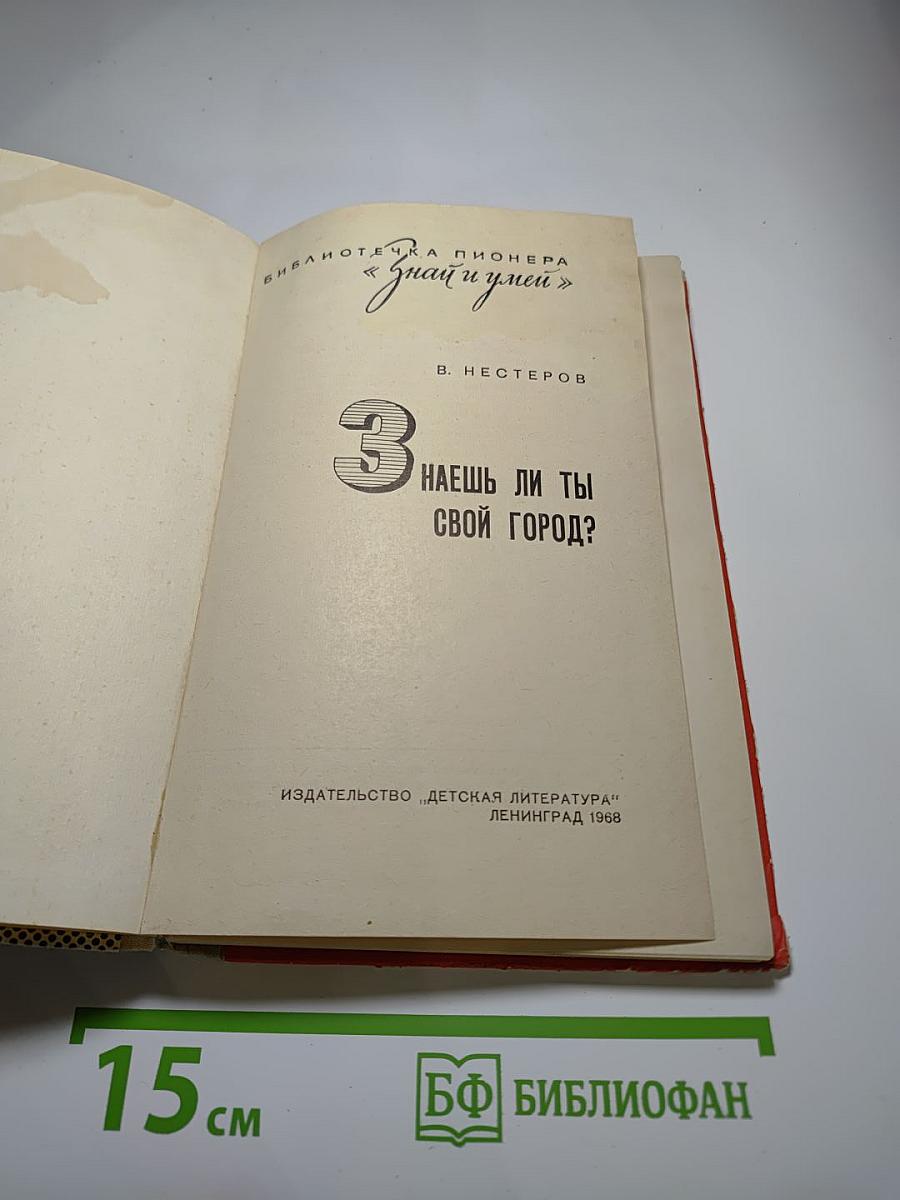 БИБЛИОТЕЧКА ПИОНЕРА
«Знай и умей»
В. НЕСТЕРОВ
ЗНАЕШЬ ЛИ ТЫ
СВОЙ ГОРОД?
ИЗДАТЕЛЬСТВО „ДЕТСКАЯ ЛИТЕРАТУРА“
ЛЕНИНГРАД 1968
15 см
БФ БИБЛИОФАН